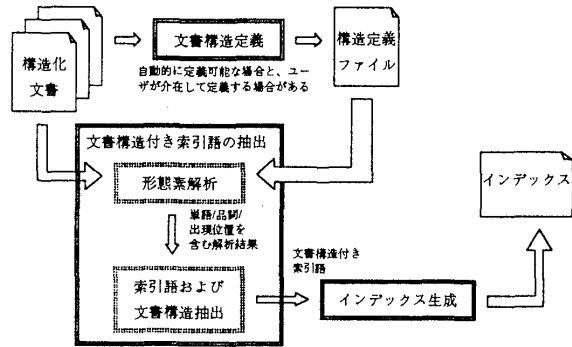 構造化
文書
文書構造定義
自動的に定義可能な場合と、ユー
ザが介在して定義する場合がある
構造定義
ファイル
文書構造付き索引語の抽出
形態素解析
単語/品詞/
出現位置を
含む解析結果
索引語および
文書構造抽出
文書構造付き
索引語
インデックス生成
インデックス